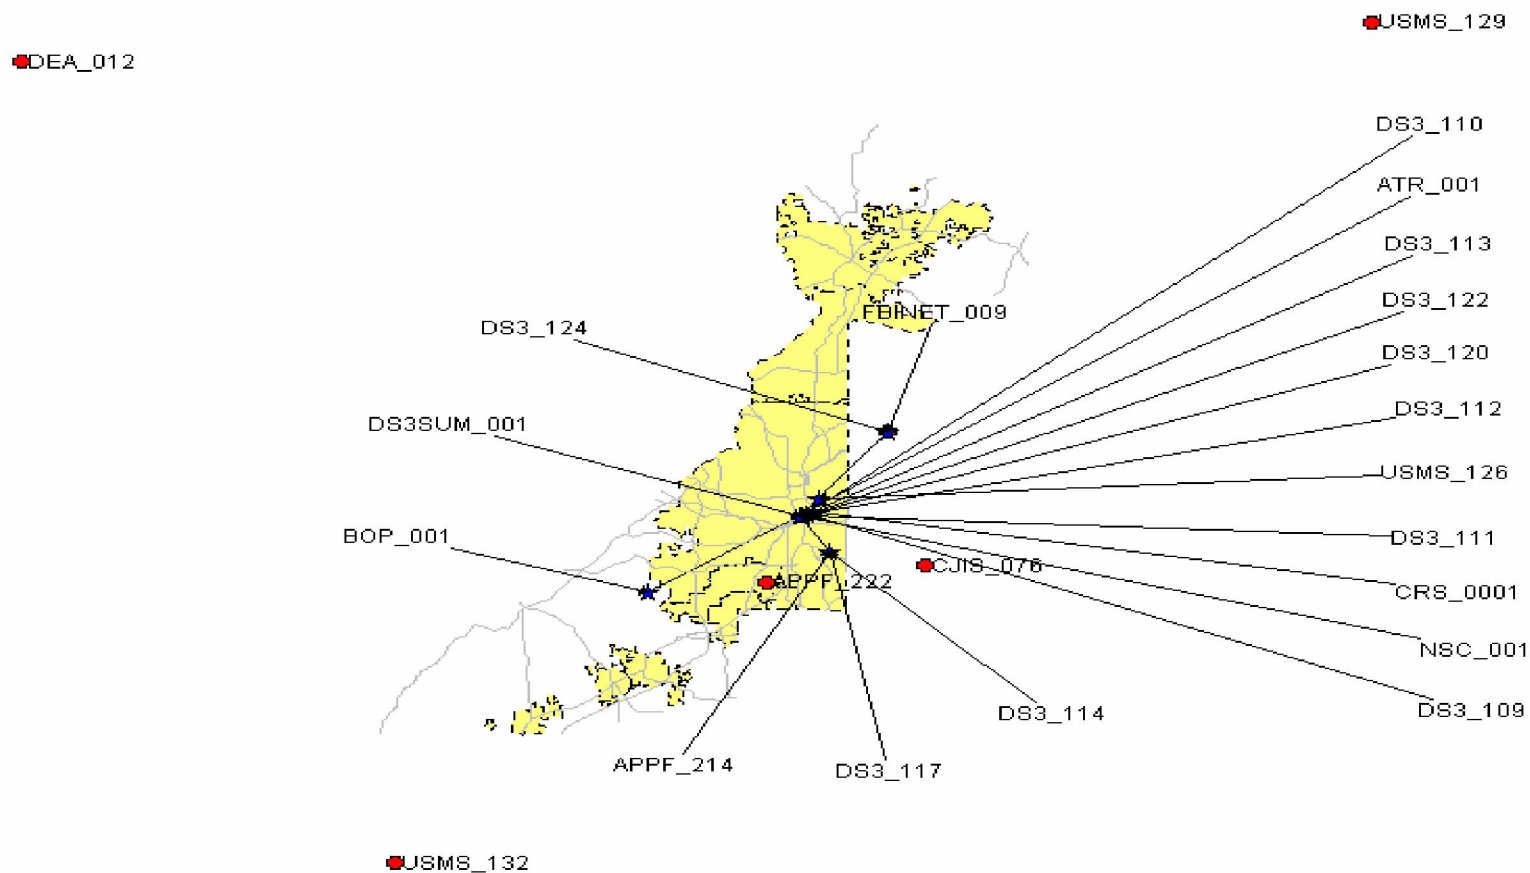 USMS_129
DEA_012
DS3_110
ATR_001
DS3_113
DS3_122
FBINET_009
DS3_124
DS3_120
DS3_112
DS3SUM_001
USMS_126
BOP_001
DS3_111
CJIS_076
APPF_222
CRS_0001
NSC_001
DS3_109
DS3_114
APPF_214
DS3_117
USMS_132